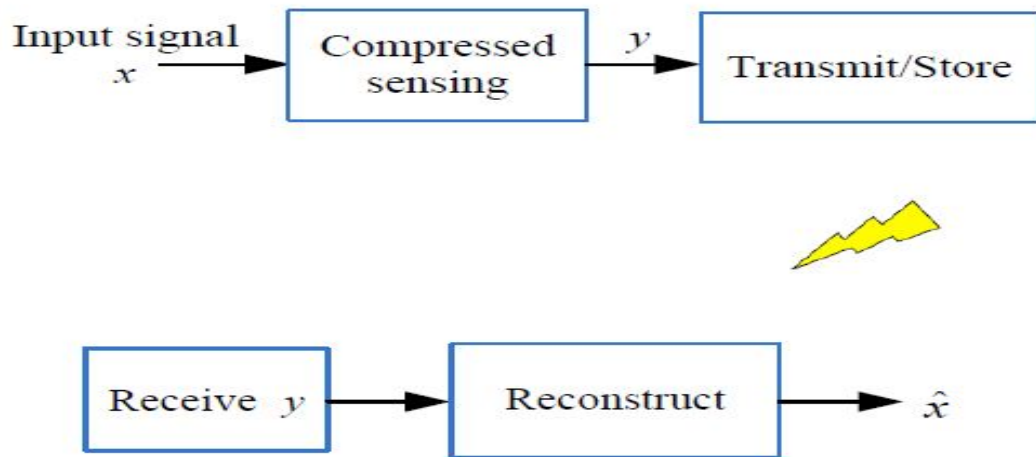 Input signal
x
Compressed
sensing
y
Transmit/Store
Receive y
Reconstruct
x̂